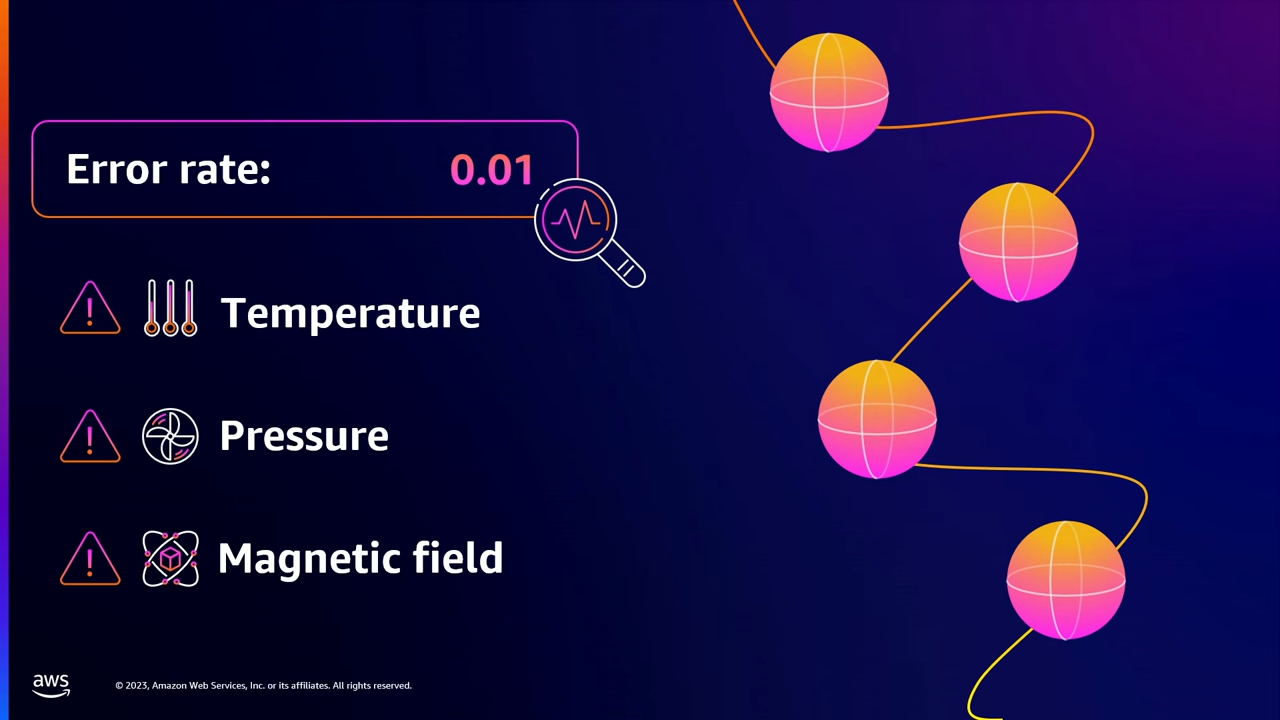 Error rate: 0.01
Temperature
Pressure
Magnetic field
aws
© 2023, Amazon Web Services, Inc. or its affiliates. All rights reserved.